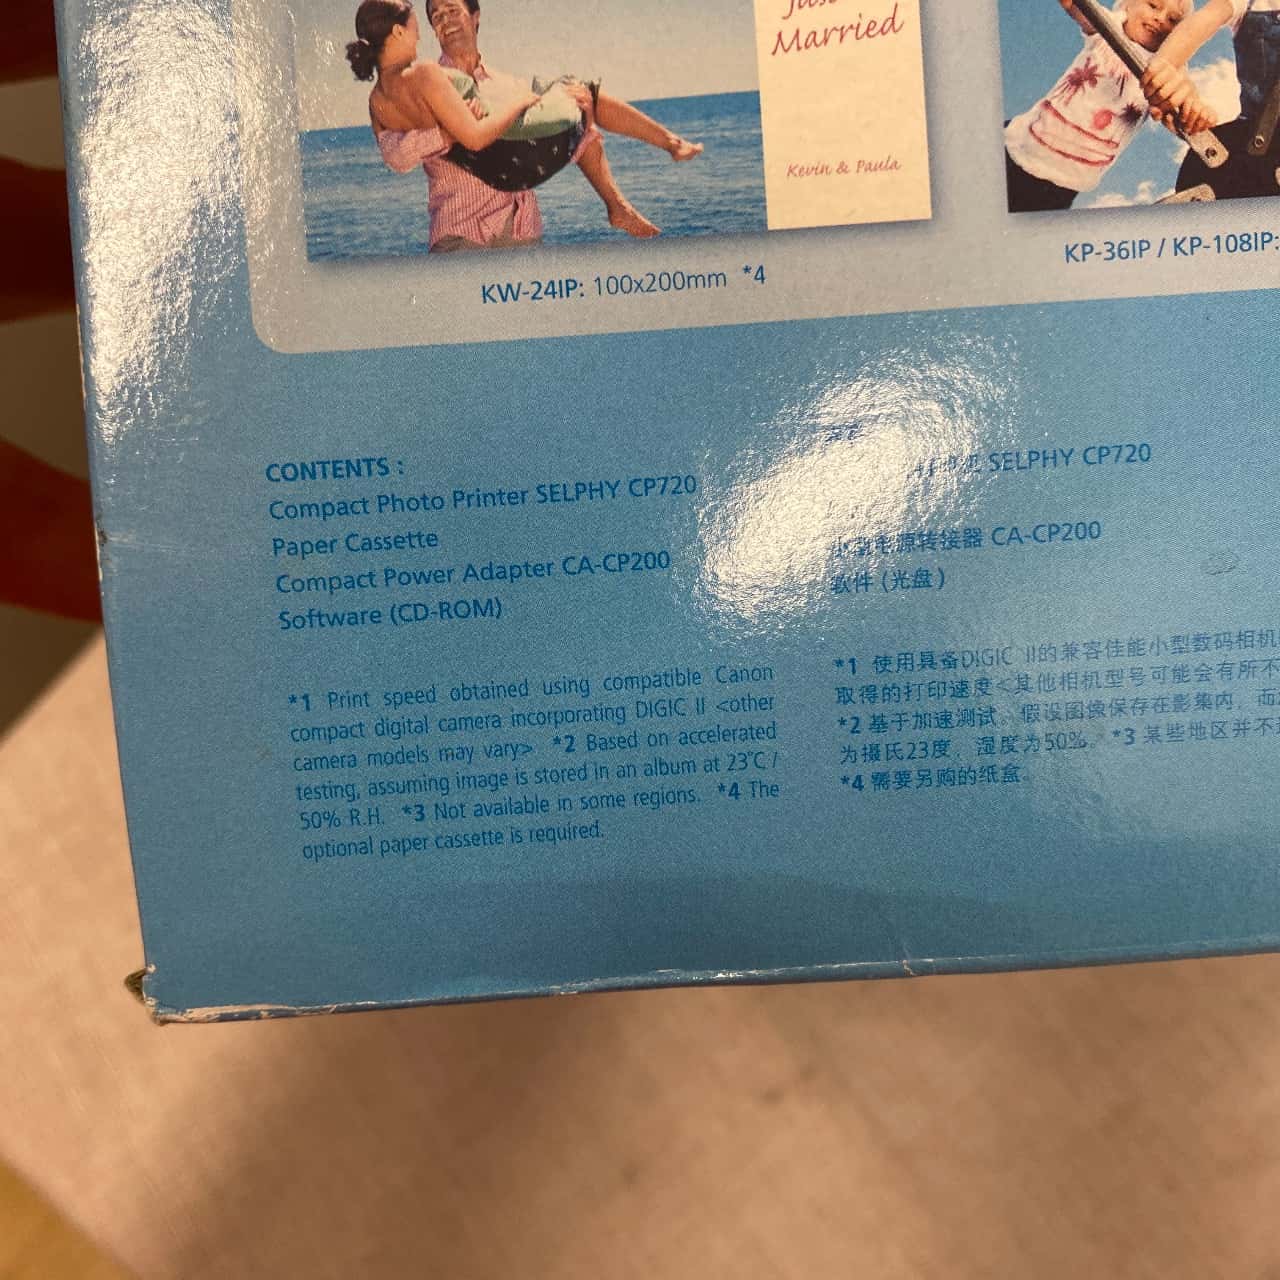 Married
Kevin & Paula
KW-24IP: 100x200mm *4
KP-36IP / KP-108IP:
CONTENTS :
Compact Photo Printer SELPHY CP720
Paper Cassette
Compact Power Adapter CA-CP200
Software (CD-ROM)
*1 Print speed obtained using compatible Canon
compact digital camera incorporating DIGIC II <other
camera models may vary> *2 Based on accelerated
testing, assuming image is stored in an album at 23℃ /
50% R.H. *3 Not available in some regions. *4 The
optional paper cassette is required.
SELPHY CP720
电源转接器 CA-CP200
软件 (光盘)
*1 使用具备DIGIC II的兼容佳能小型数码相机
取得的打印速度<其他相机型号可能会有所不
*2 基于加速测试，假设图像保存在影集内，而
为摄氏23度，湿度为50%。 *3 某些地区并不
*4 需要另购的纸盒。